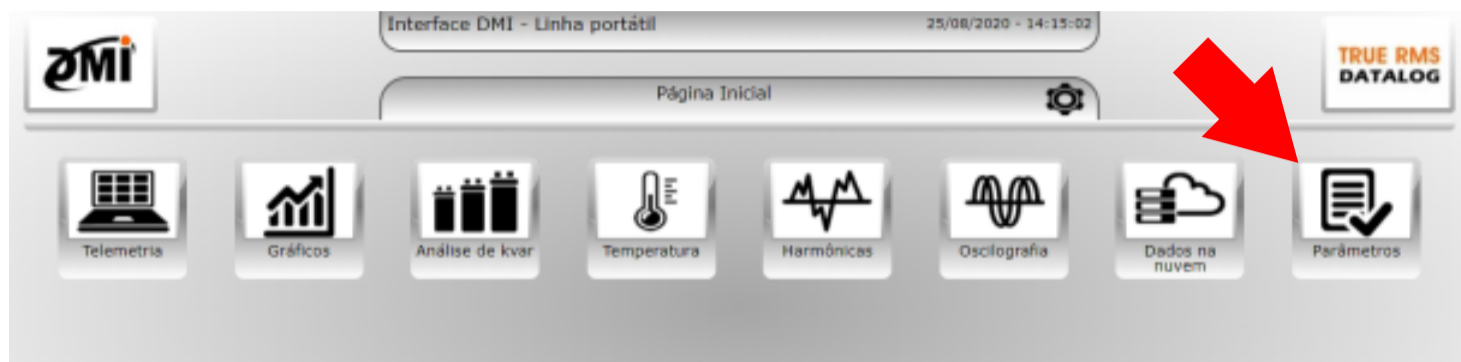 DMI
Interface DMI - Linha portátil
25/08/2020 - 14:15:02
TRUE RMS
DATALOG
Página Inicial
Telemetria
Gráficos
Análise de kvar
Temperatura
Harmônicas
Oscilografia
Dados na
nuvem
Parâmetros